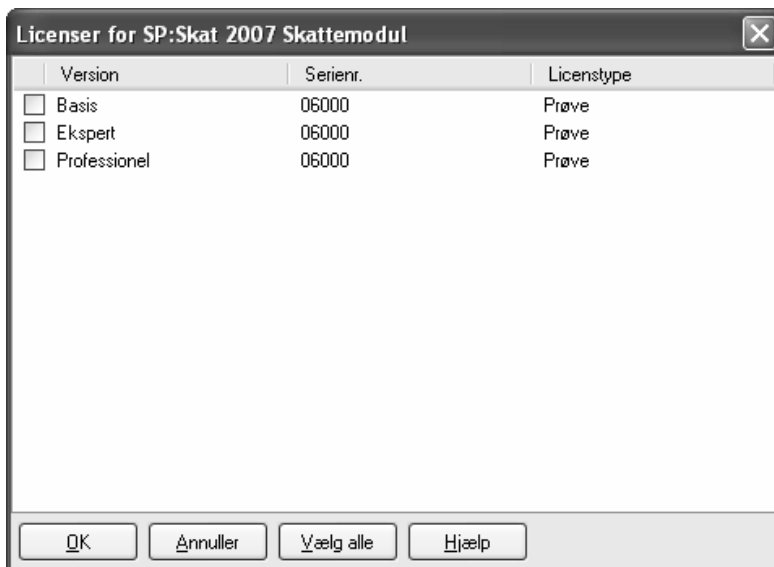 Licenser for SP:Skat 2007 Skattemodul
Version Serienr. Licenstype
Basis 06000 Prøve
Ekspert 06000 Prøve
Professionel 06000 Prøve
OK Annuller Vælg alle Hjælp